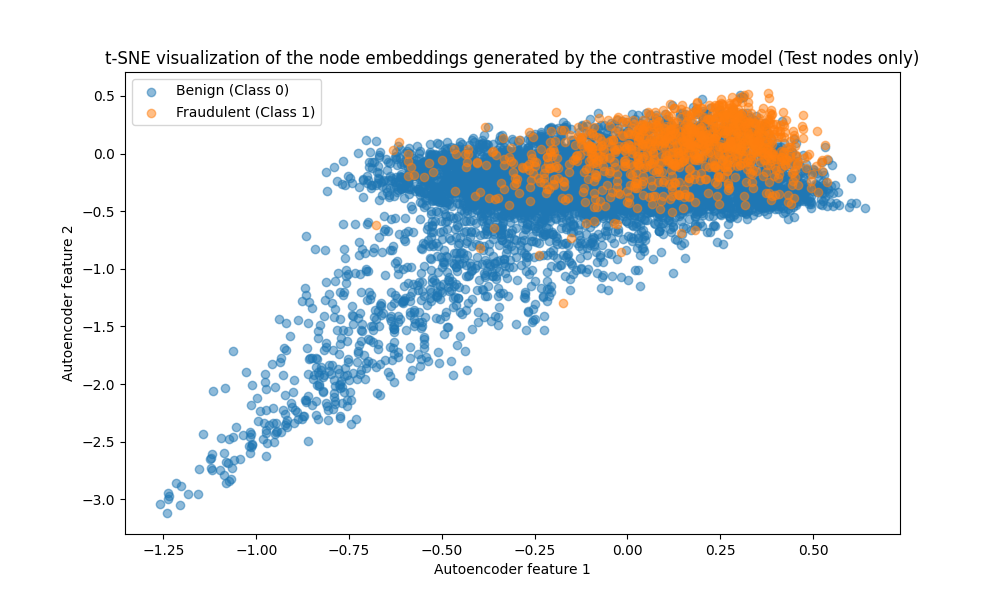 t-SNE visualization of the node embeddings generated by the contrastive model (Test nodes only)
Benign (Class 0)
Fraudulent (Class 1)
Autoencoder feature 2
0.5
0.0
−0.5
−1.0
−1.5
−2.0
−2.5
−3.0
−1.25 −1.00 −0.75 −0.50 −0.25 0.00 0.25 0.50
Autoencoder feature 1